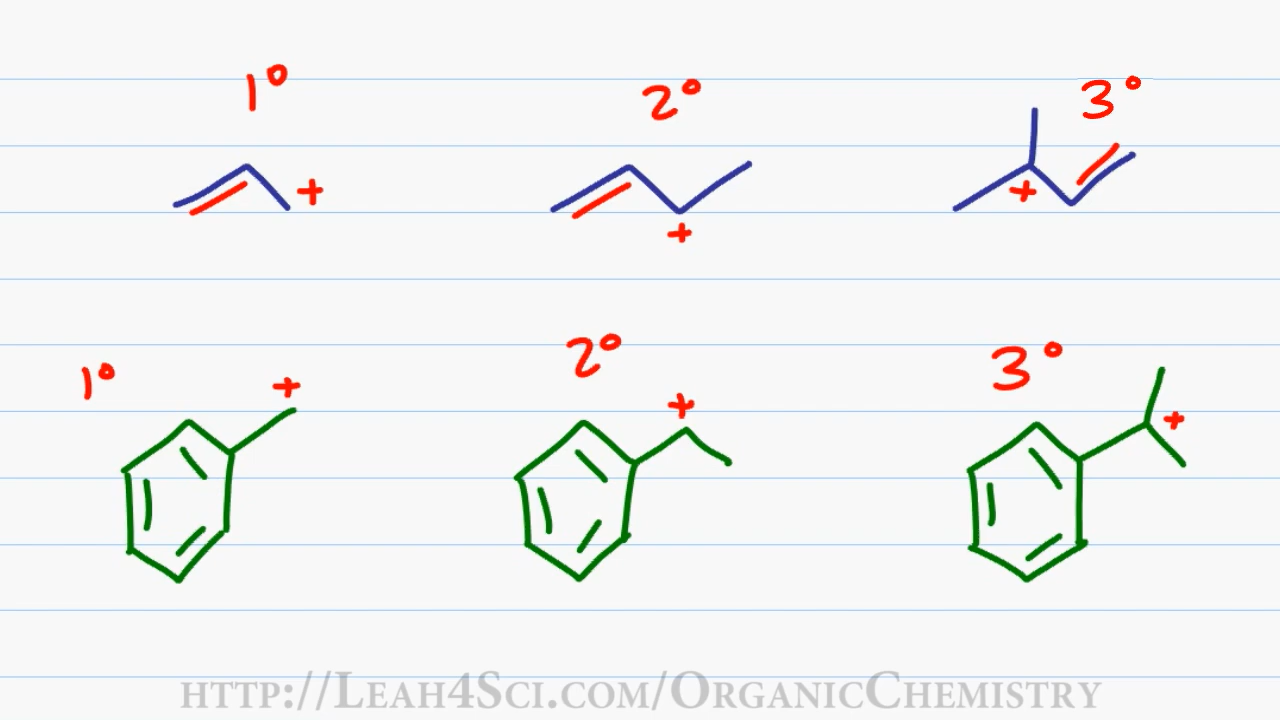 1° 2° 3°
+ + +
1° 2° 3°
+ + +
HTTP://LEAH4SCI.COM/ORGANICCHEMISTRY